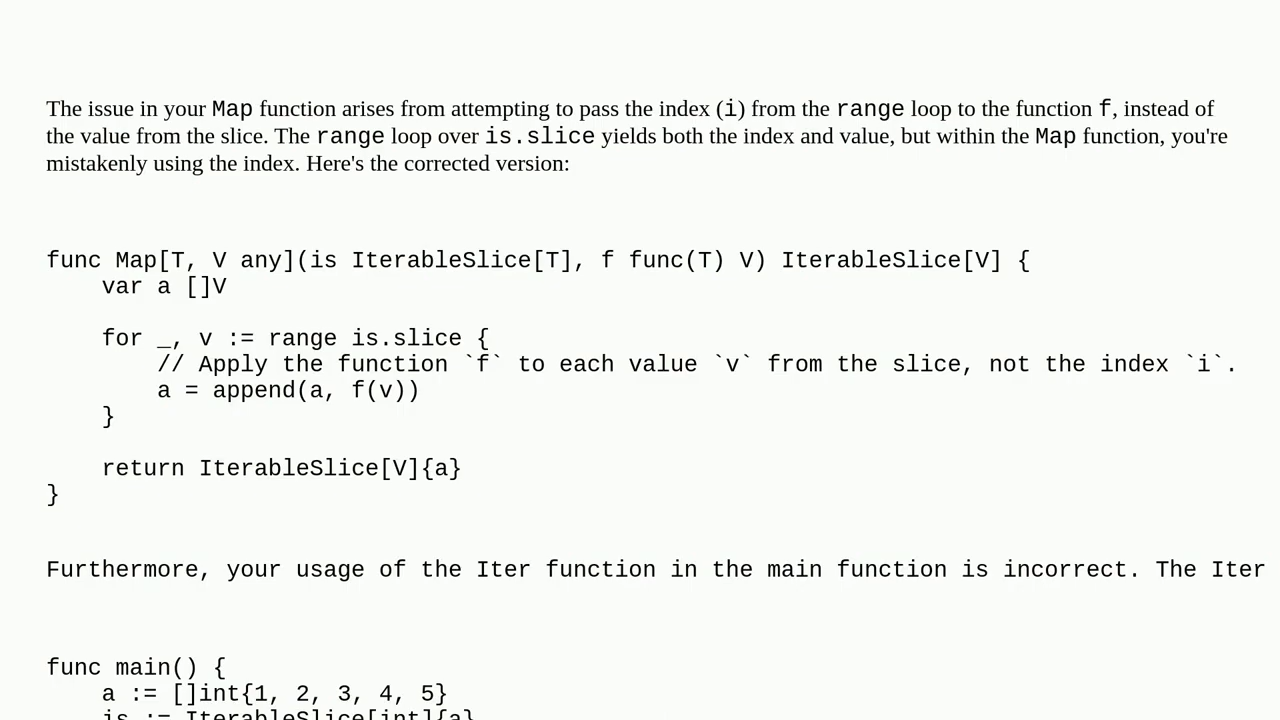 The issue in your Map function arises from attempting to pass the index (i) from the range loop to the function f, instead of
the value from the slice. The range loop over is.slice yields both the index and value, but within the Map function, you're
mistakenly using the index. Here's the corrected version:
func Map[T, V any](is IterableSlice[T], f func(T) V) IterableSlice[V] {
    var a []V
    for _, v := range is.slice {
        // Apply the function `f` to each value `v` from the slice, not the index `i`.
        a = append(a, f(v))
    }
    return IterableSlice[V]{a}
}
Furthermore, your usage of the Iter function in the main function is incorrect. The Iter
func main() {
    a := []int{1, 2, 3, 4, 5}
    is := IterableSlice[int]{a}